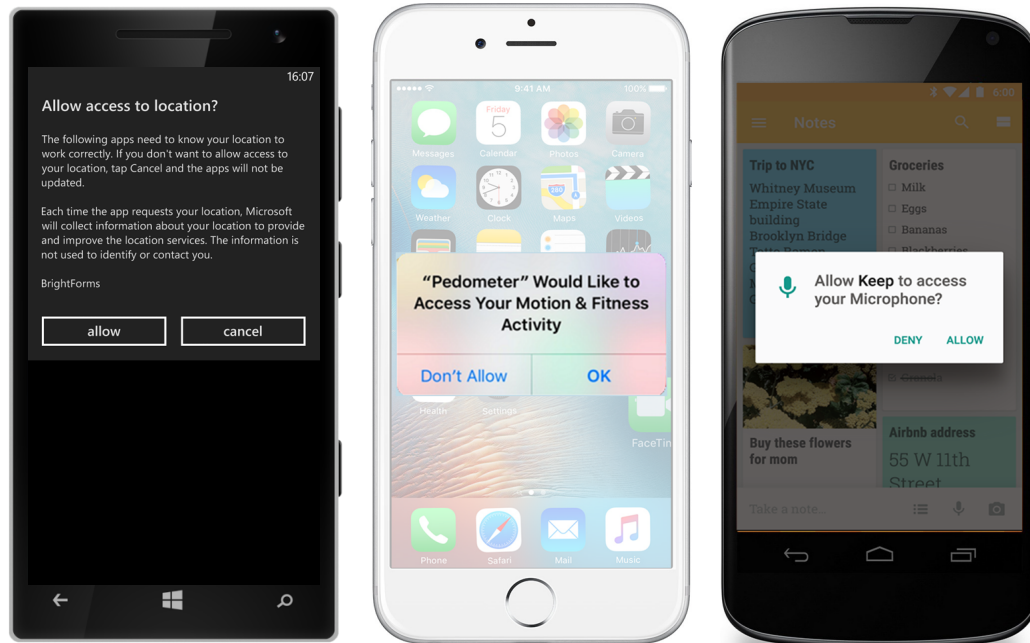 16:07
Allow access to location?
The following apps need to know your location to
work correctly. If you don't want to allow access to
your location, tap Cancel and the apps will not be
updated.
Each time the app requests your location, Microsoft
will collect information about your location to provide
and improve the location services. The information is
not used to identify or contact you.
BrightForms
allow
cancel
9:41 AM
100%
Messages
Friday
5
Calendar
Photos
Camera
Weather
Clock
280
Maps
Videos
“Pedometer” Would Like to
Access Your Motion & Fitness
Activity
Don’t Allow
OK
Health
Settings
FaceTim
Phone
Safari
Mail
Music
6:00
Notes
Trip to NYC
Whitney Museum
Empire State
building
Brooklyn Bridge
Groceries
Milk
Eggs
Bananas
Blackberries
Allow Keep to access
your Microphone?
DENY
ALLOW
Granola
Buy these flowers
for mom
Airbnb address
55 W 11th
Street
Take a note...